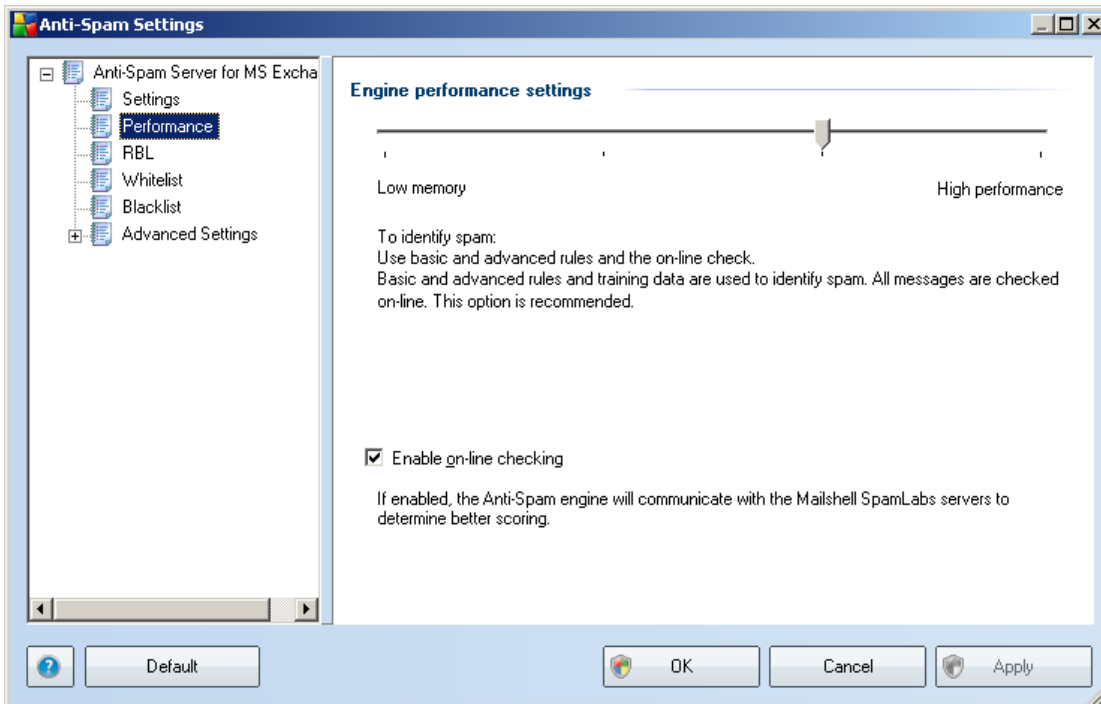 Anti-Spam Settings
Anti-Spam Server for MS Excha
Settings
Performance
RBL
Whitelist
Blacklist
Advanced Settings
Engine performance settings
Low memory
High performance
To identify spam:
Use basic and advanced rules and the on-line check.
Basic and advanced rules and training data are used to identify spam. All messages are checked
on-line. This option is recommended.
Enable on-line checking
If enabled, the Anti-Spam engine will communicate with the Mailshell SpamLabs servers to
determine better scoring.
?
Default
OK
Cancel
Apply